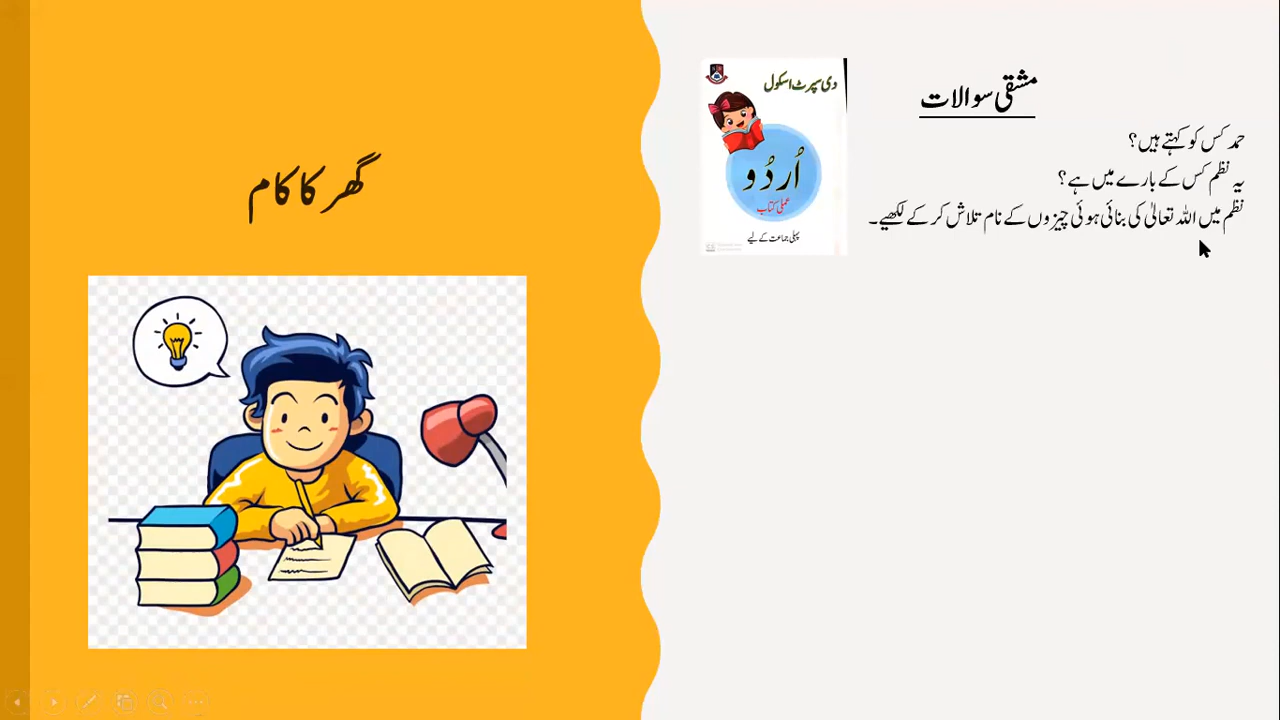 گھر کا کام
مشقی سوالات
حمد کس کو کہتے ہیں؟
یہ نظم کس کے بارے میں ہے؟
نظم میں اللہ تعالیٰ کی بنائی ہوئی چیزوں کے نام تلاش کر کے لکھیے۔
دی سپرٹ اسکول
اُردُو
عملی کتاب
پہلی جماعت کے لیے